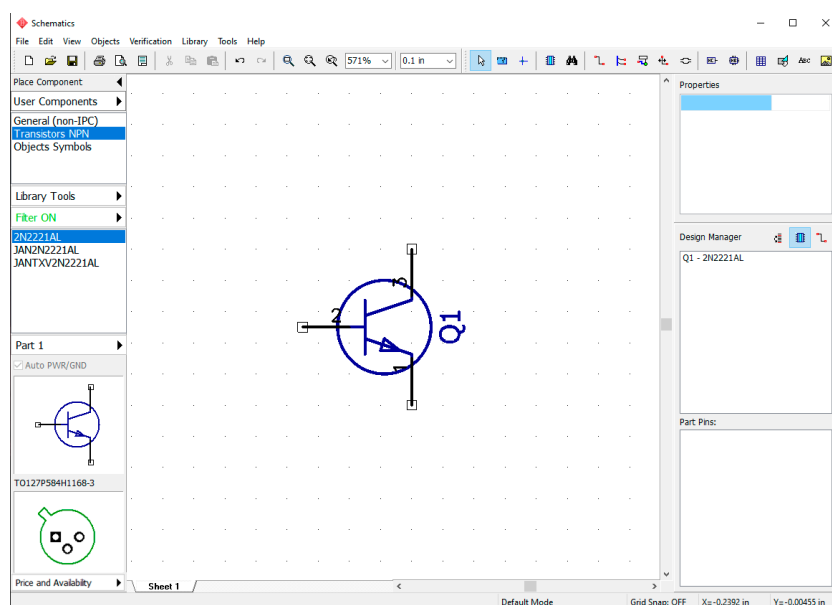 Schematics
File Edit View Objects Verification Library Tools Help
571% 0.1 in ABC
Place Component
User Components
General (non-IPC)
Transistors NPN
Objects Symbols
Library Tools
Filter ON
2N2221AL
JAN2N2221AL
JANTXV2N2221AL
Part 1
Auto PWR/GND
TO127P584H1168-3
Price and Availability
3
2
Q1
1
Sheet 1
Properties
Design Manager
Q1 - 2N2221AL
Part Pins:
Default Mode Grid Snap: OFF X=-0.2392 in Y=-0.00455 in